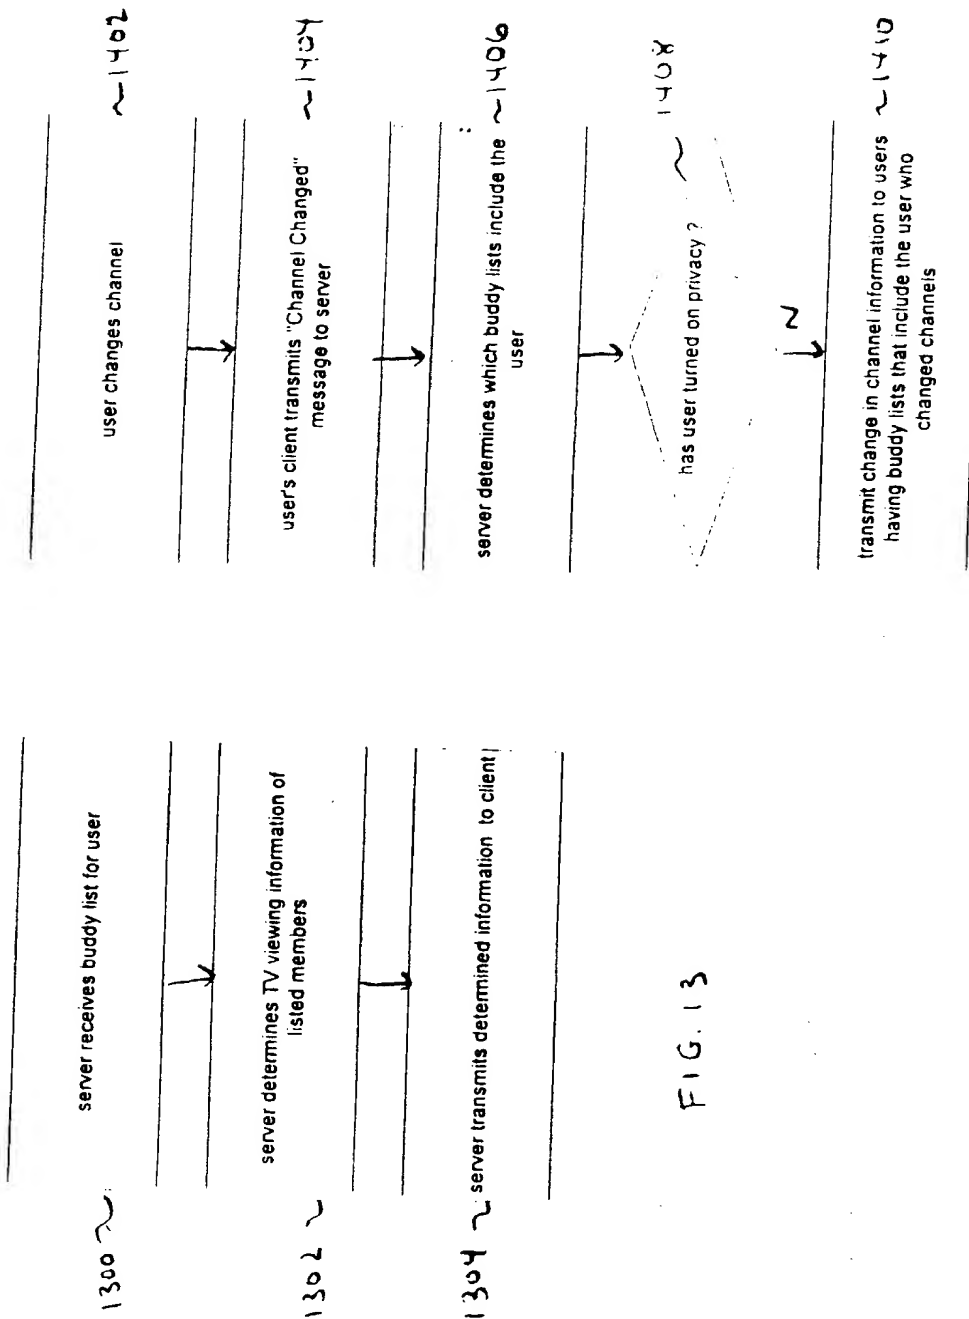 1300
server receives buddy list for user
1302
server determines TV viewing information of
listed members
1304
server transmits determined information to client
FIG. 13
user changes channel
1402
user's client transmits "Channel Changed"
message to server
1404
server determines which buddy lists include the
user
1406
has user turned on privacy ?
1408
N
transmit change in channel information to users
having buddy lists that include the user who
changed channels
1410